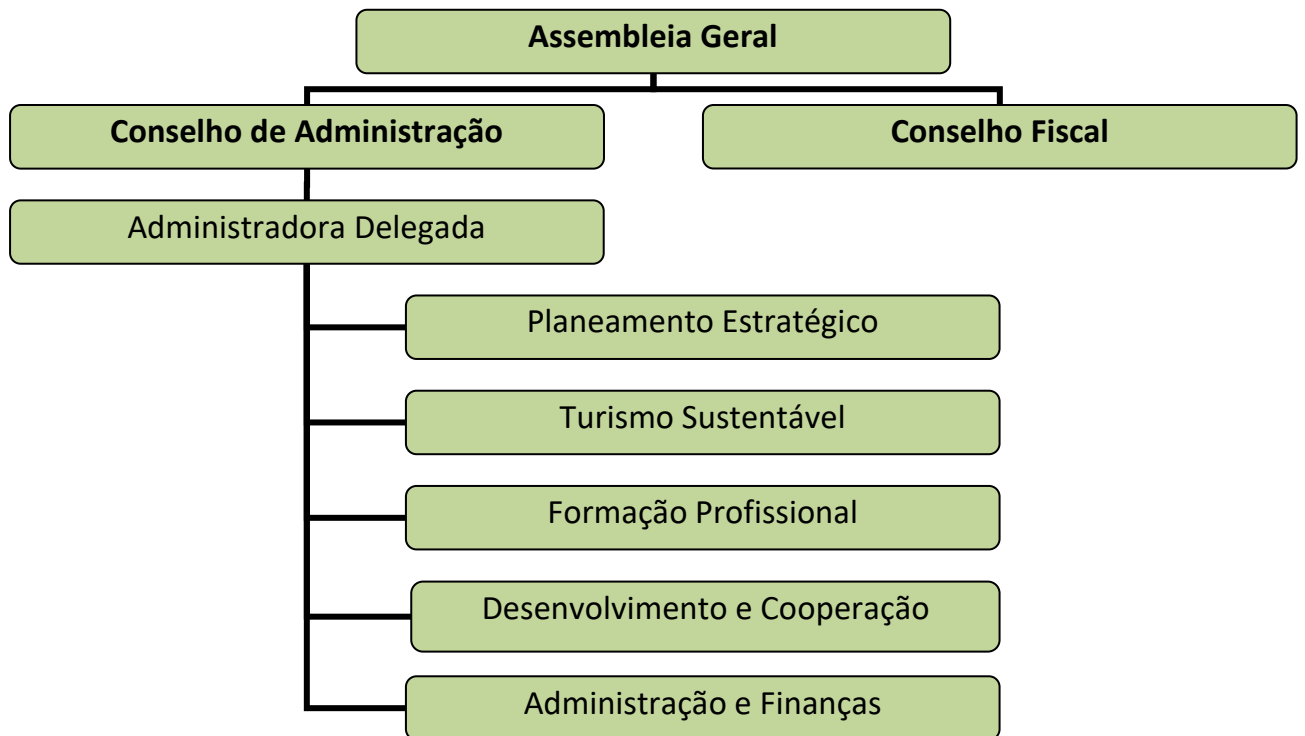 Assembleia Geral
Conselho de Administração
Conselho Fiscal
Administradora Delegada
Planeamento Estratégico
Turismo Sustentável
Formação Profissional
Desenvolvimento e Cooperação
Administração e Finanças